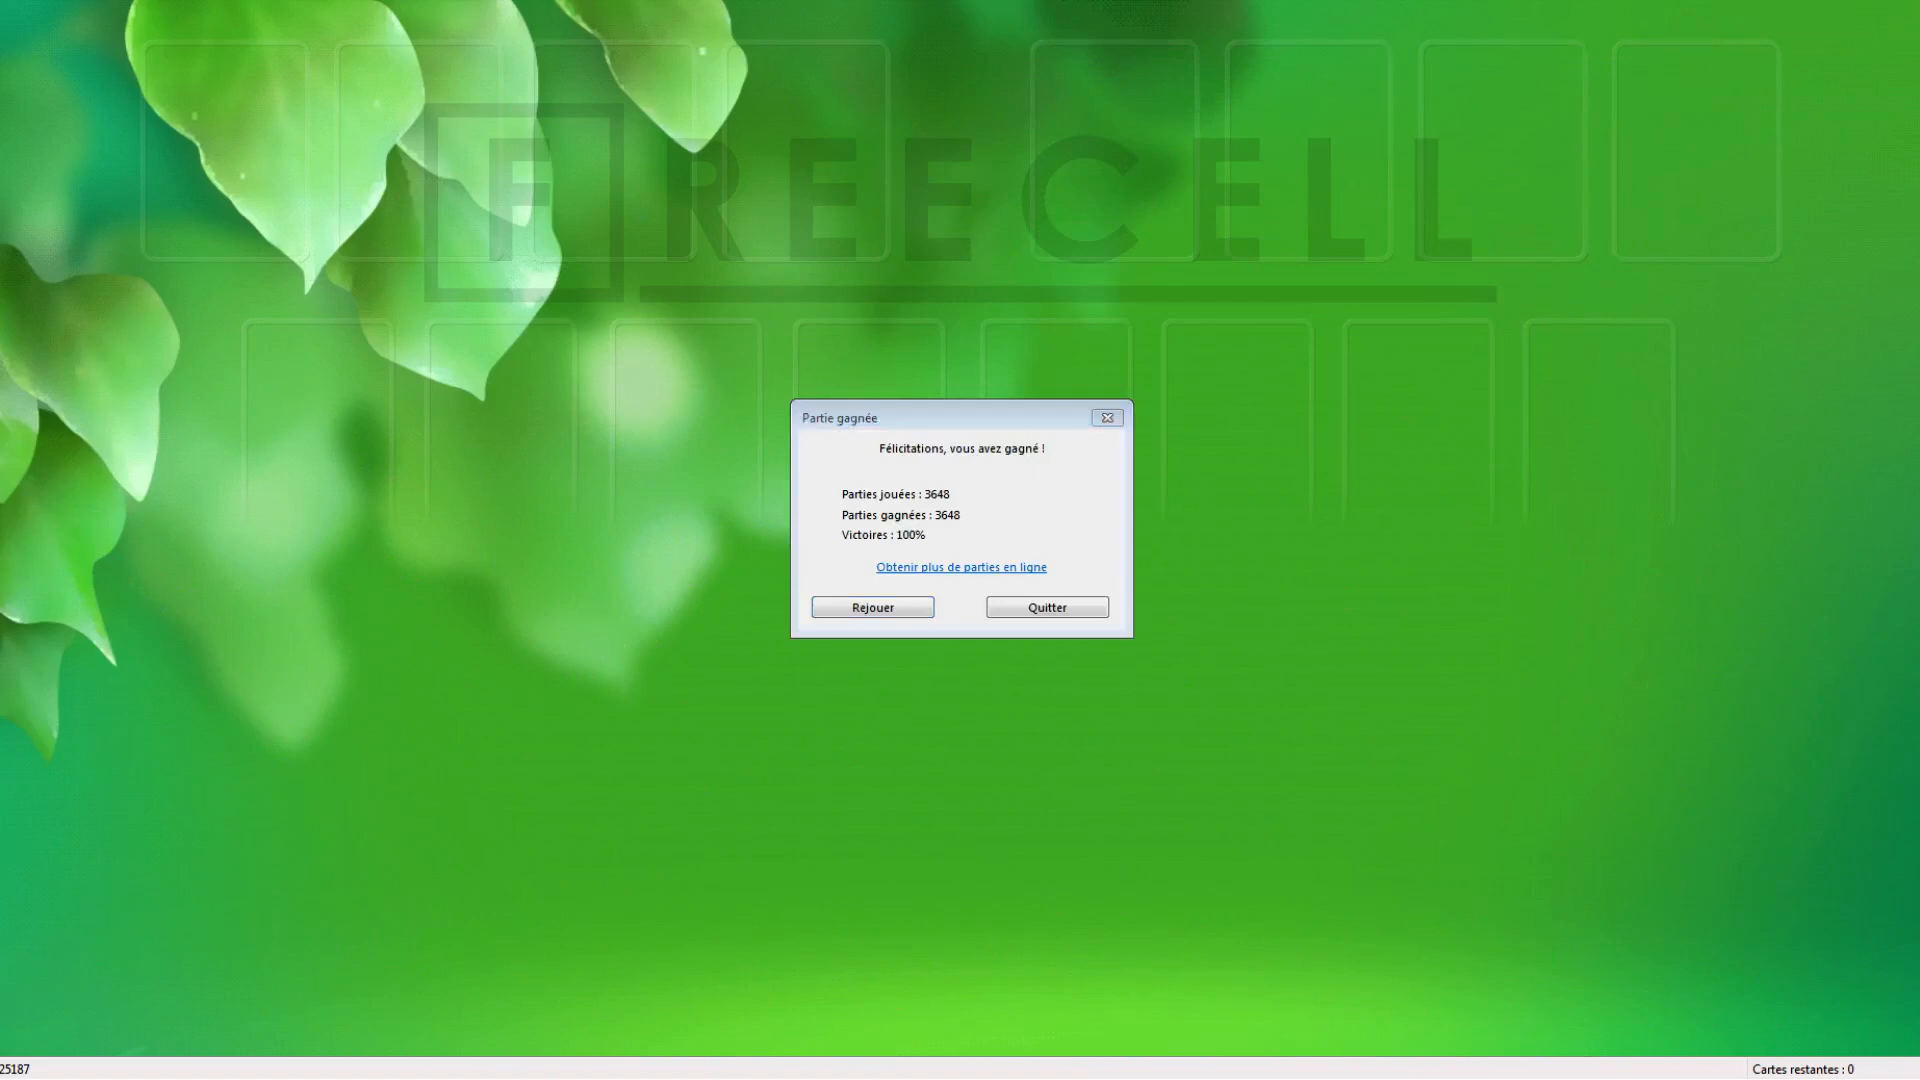 FREECELL
Partie gagnée
Félicitations, vous avez gagné !
Parties jouées : 3648
Parties gagnées : 3648
Victoires : 100%
Obtenir plus de parties en ligne
Rejouer
Quitter
25187
Cartes restantes : 0